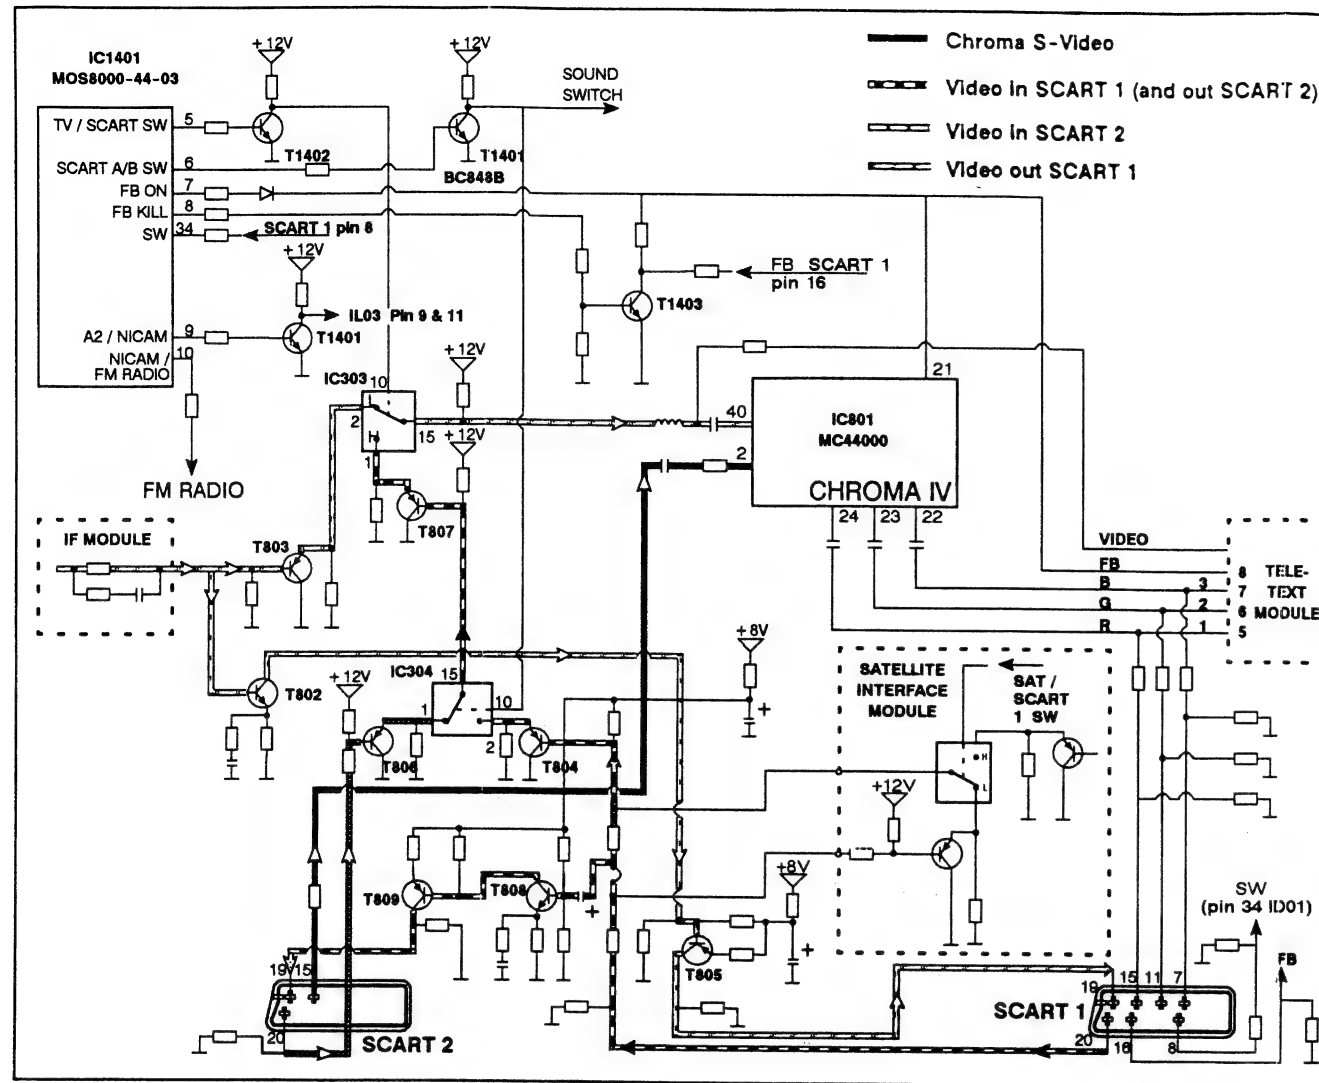 IC1401
MOS8000-44-03
+ 12V
+ 12V
SOUND
SWITCH
Chroma S-Video
Video in SCART 1 (and out SCART 2)
Video in SCART 2
Video out SCART 1
TV / SCART SW
5
T1402
T1401
BC848B
SCART A/B SW
6
FB ON
7
FB KILL
8
SW
34
SCART 1 pin 8
+ 12V
IL03 Pin 9 & 11
T1401
A2 / NICAM
9
NICAM /
FM RADIO
10
FM RADIO
FB SCART 1
pin 16
T1403
+ 12V
IC303
10
2
L
H
15
1
+ 12V
T807
40
2
21
IC801
MC44000
CHROMA IV
24
23
22
IF MODULE
T803
VIDEO
FB
B
G
R
3
2
1
8
7
6
5
TELE-
TEXT
MODULE
T802
+ 12V
IC304
15
10
1
2
T806
T804
+8V
+
SATELLITE
INTERFACE
MODULE
SAT /
SCART
1 SW
H
L
+12V
T809
T808
+
+8V
+
T805
SW
(pin 34 ID01)
FB
19
15
20
SCART 2
SCART 1
19
15
11
7
20
16
8